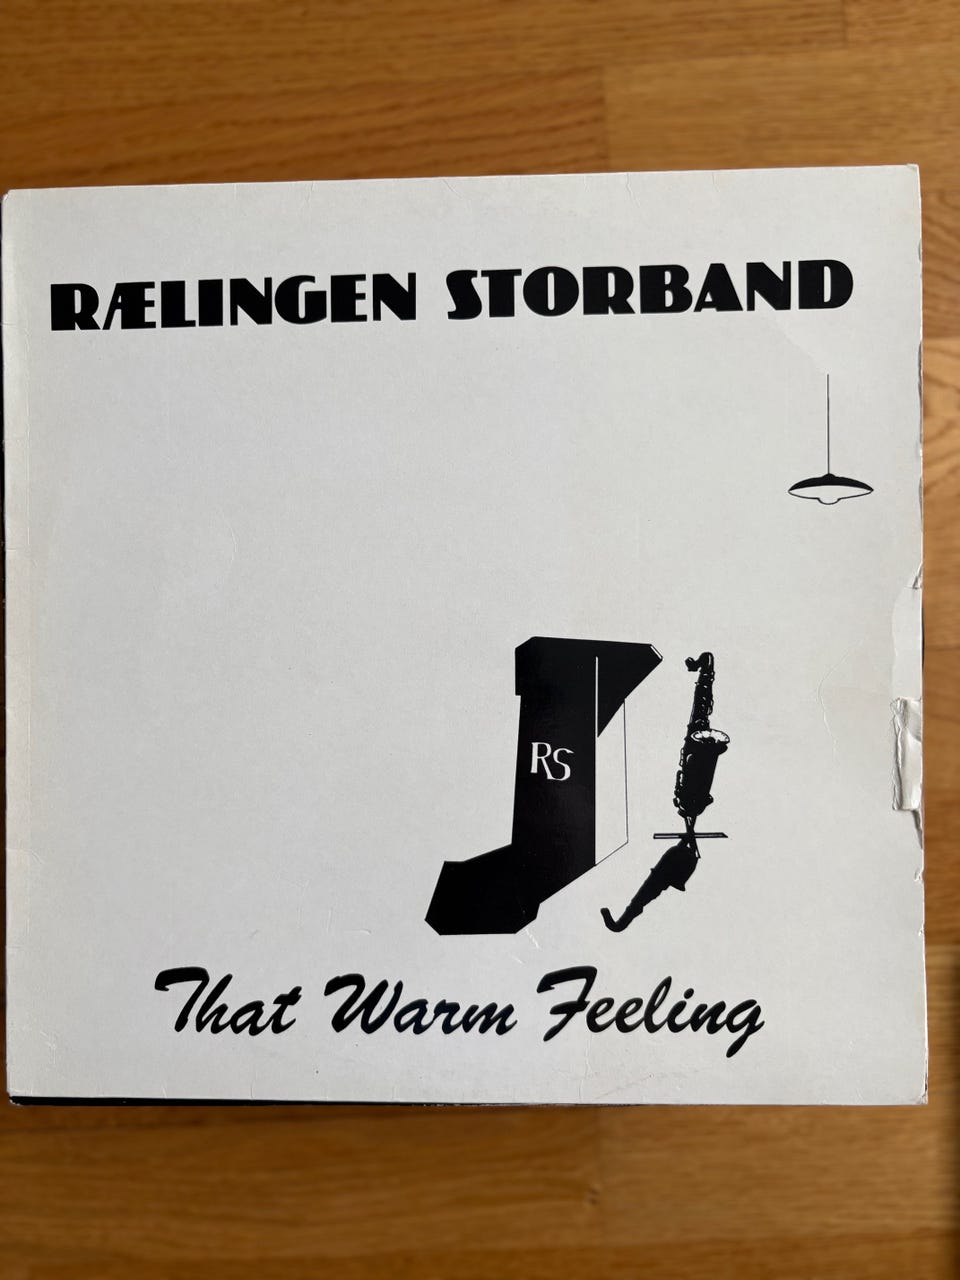 RÆLINGEN STORBAND
RS
That Warm Feeling